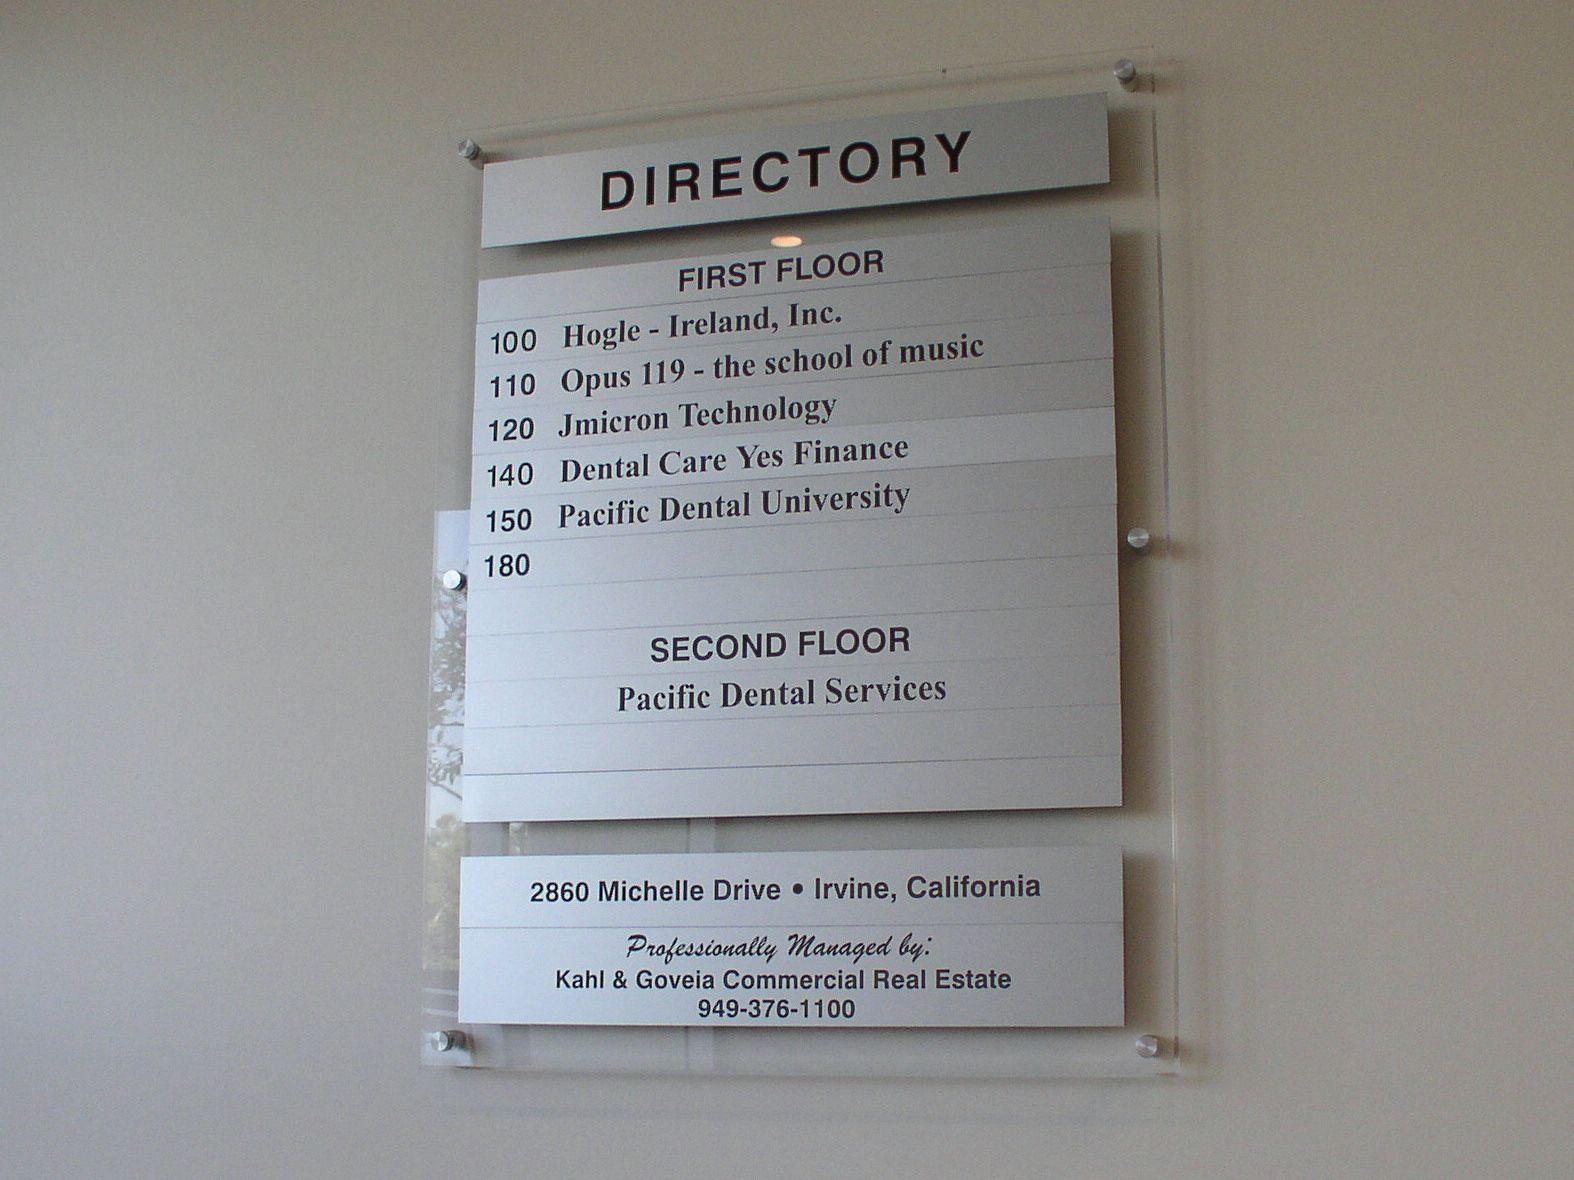 DIRECTORY
FIRST FLOOR
100 Hogle - Ireland, Inc.
110 Opus 119 - the school of music
120 Jmicron Technology
140 Dental Care Yes Finance
150 Pacific Dental University
180
SECOND FLOOR
Pacific Dental Services
2860 Michelle Drive • Irvine, California
Professionally Managed by:
Kahl & Goveia Commercial Real Estate
949-376-1100